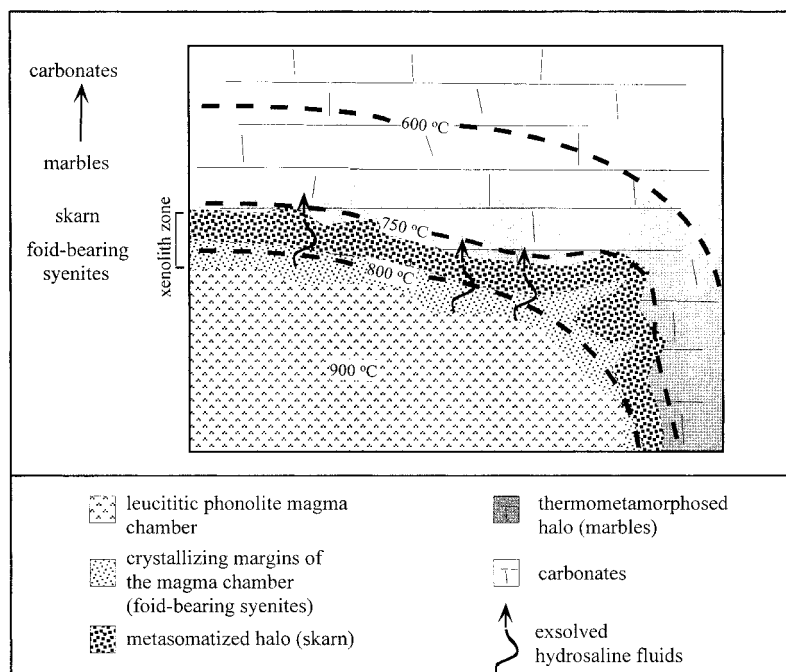 carbonates
marbles
skarn
foid-bearing
syenites
xenolith zone
600 °C
750 °C
800 °C
900 °C
leucititic phonolite magma
chamber
crystallizing margins of
the magma chamber
(foid-bearing syenites)
metasomatized halo (skarn)
thermometamorphosed
halo (marbles)
carbonates
exsolved
hydrosaline fluids